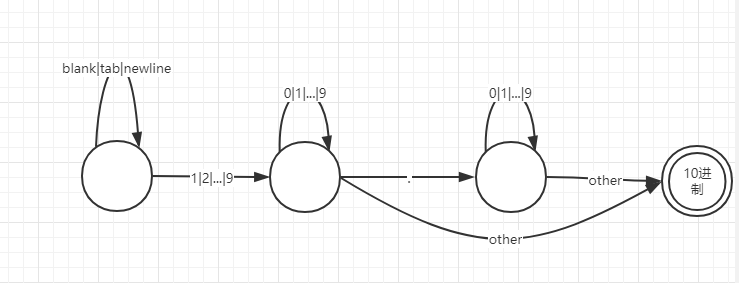 blank|tab|newline
0|1|...|9
0|1|...|9
1|2|...|9
.
other
10进
制
other